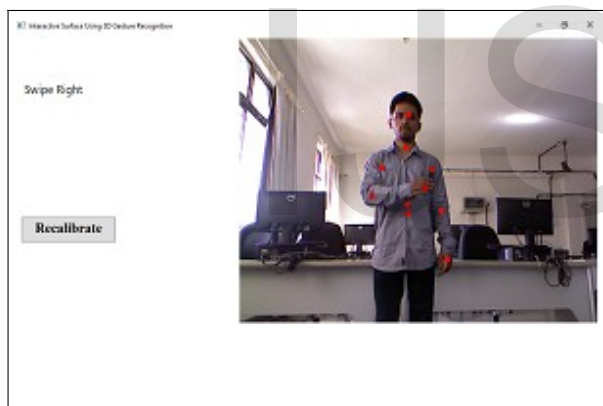 Interactive Surface Using 3D Gesture Recognition
Swipe Right
Recalibrate